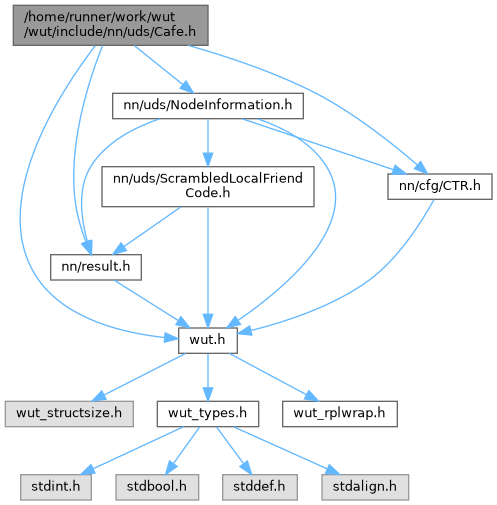 /home/runner/work/wut
/wut/include/nn/uds/Cafe.h
nn/uds/NodeInformation.h
nn/uds/ScrambledLocalFriend
Code.h
nn/cfg/CTR.h
nn/result.h
wut.h
wut_structsize.h
wut_types.h
wut_rplwrap.h
stdint.h
stdbool.h
stddef.h
stdalign.h